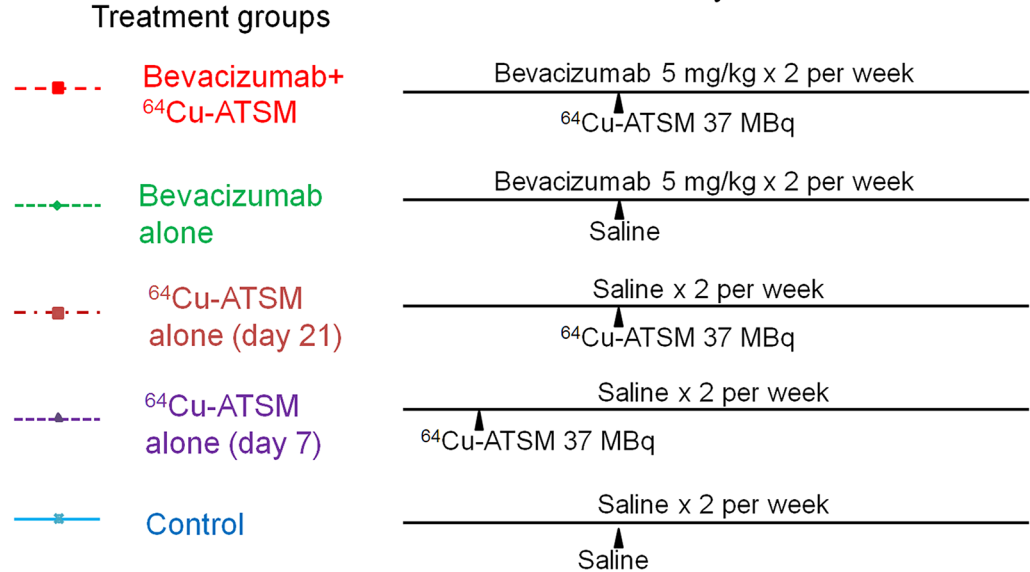 Treatment groups
Bevacizumab+
⁶⁴Cu-ATSM
Bevacizumab 5 mg/kg x 2 per week
⁶⁴Cu-ATSM 37 MBq
Bevacizumab
alone
Bevacizumab 5 mg/kg x 2 per week
Saline
⁶⁴Cu-ATSM
alone (day 21)
Saline x 2 per week
⁶⁴Cu-ATSM 37 MBq
⁶⁴Cu-ATSM
alone (day 7)
Saline x 2 per week
⁶⁴Cu-ATSM 37 MBq
Control
Saline x 2 per week
Saline